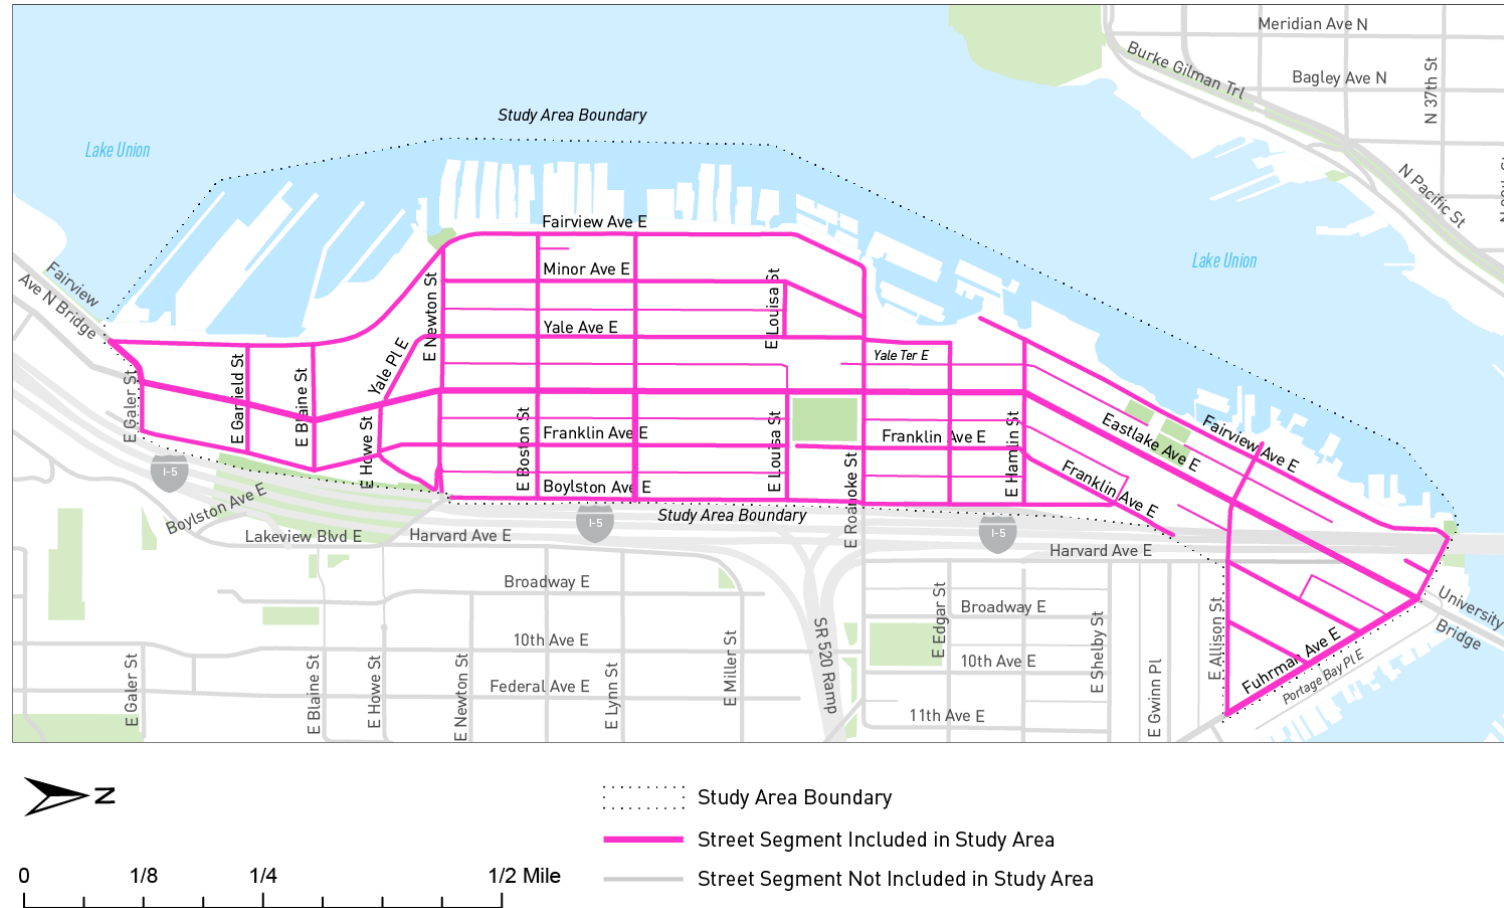 Meridian Ave N
Burke Gilman Trl
Bagley Ave N
N 37th St
N Pacific St
Study Area Boundary
Lake Union
Lake Union
Fairview
Ave N Bridge
Fairview Ave E
Minor Ave E
Yale Ave E
Yale Ter E
Yale Pl E
E Newton St
E Louisa St
E Galer St
E Garfield St
E Blaine St
E Howe St
E Boston St
Franklin Ave E
E Louisa St
Franklin Ave E
E Hamlin St
Eastlake Ave E
Fairview Ave E
Franklin Ave E
Boylston Ave E
E Roanoke St
I-5
I-5
I-5
Study Area Boundary
Boylston Ave E
Lakeview Blvd E
Harvard Ave E
Harvard Ave E
Broadway E
Broadway E
10th Ave E
10th Ave E
Federal Ave E
11th Ave E
E Galer St
E Blaine St
E Howe St
E Newton St
E Lynn St
E Miller St
SR 520 Ramp
E Edgar St
E Shelby St
E Gwinn Pl
E Allison St
Fuhrman Ave E
Portage Bay Pl E
University
Bridge
N
Study Area Boundary
Street Segment Included in Study Area
Street Segment Not Included in Study Area
0 1/8 1/4 1/2 Mile